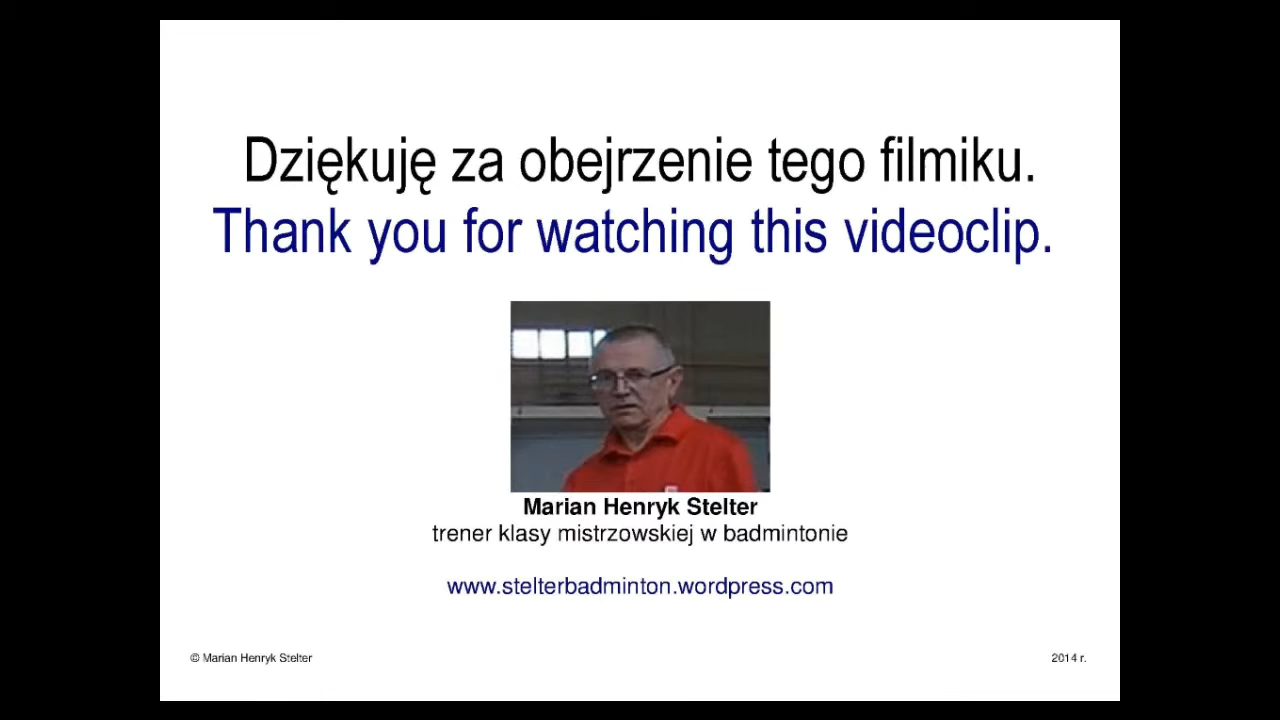 Dziękuję za obejrzenie tego filmiku.
Thank you for watching this videoclip.
Marian Henryk Stelter
trener klasy mistrzowskiej w badmintonie
www.stelterbadminton.wordpress.com
© Marian Henryk Stelter
2014 r.